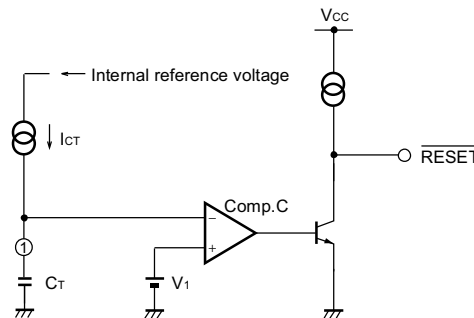 VCC
Internal reference voltage
ICT
RESET
Comp.C
−
+
1
CT
V1